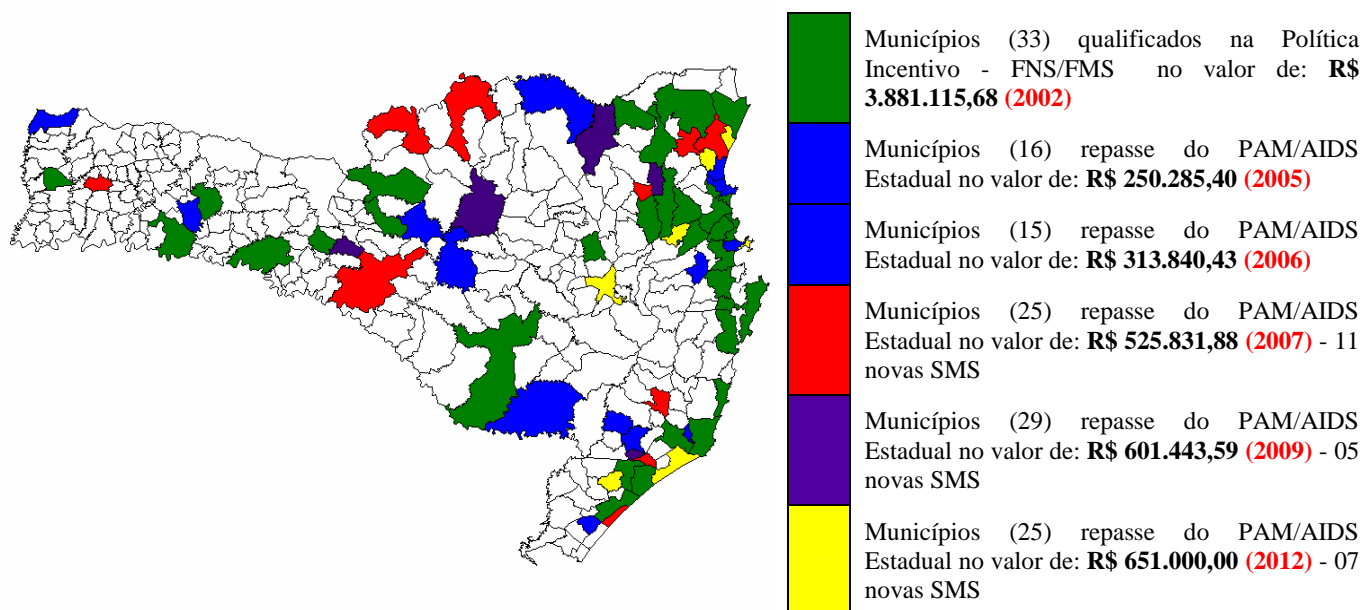 Municípios (33) qualificados na Política
Incentivo - FNS/FMS no valor de: R$
3.881.115,68 (2002)
Municípios (16) repasse do PAM/AIDS
Estadual no valor de: R$ 250.285,40 (2005)
Municípios (15) repasse do PAM/AIDS
Estadual no valor de: R$ 313.840,43 (2006)
Municípios (25) repasse do PAM/AIDS
Estadual no valor de: R$ 525.831,88 (2007) - 11
novas SMS
Municípios (29) repasse do PAM/AIDS
Estadual no valor de: R$ 601.443,59 (2009) - 05
novas SMS
Municípios (25) repasse do PAM/AIDS
Estadual no valor de: R$ 651.000,00 (2012) - 07
novas SMS